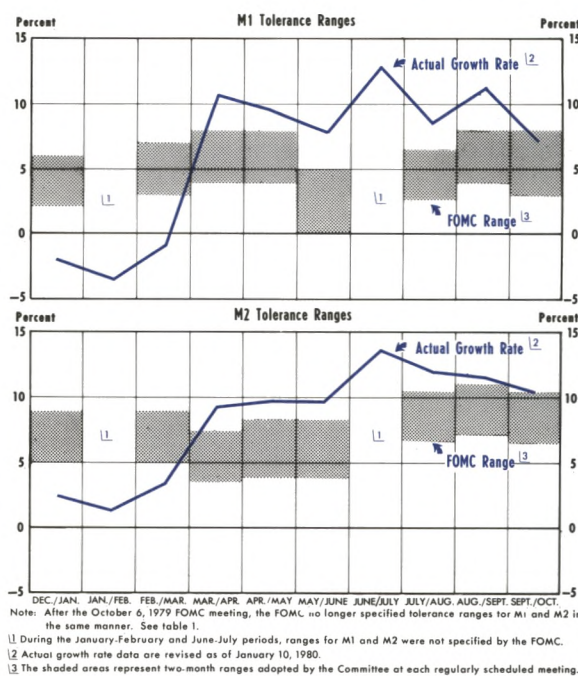 Percent M1 Tolerance Ranges Percent
15 15
Actual Growth Rate |2
10 10
5 5
|1 |1
FOMC Range |3
0 0
−5 −5
Percent M2 Tolerance Ranges Percent
15 15
Actual Growth Rate |2
10 10
|1 |1
5 5
FOMC Range |3
0 0
−5 −5
DEC./JAN. JAN./FEB. FEB./MAR. MAR./APR. APR./MAY MAY/JUNE JUNE/JULY JULY/AUG. AUG./SEPT. SEPT./OCT.
Note: After the October 6, 1979 FOMC meeting, the FOMC no longer specified tolerance ranges for M1 and M2 in
the same manner. See table 1.
|1 During the January-February and June-July periods, ranges for M1 and M2 were not specified by the FOMC.
|2 Actual growth rate data are revised as of January 10, 1980.
|3 The shaded areas represent two-month ranges adopted by the Committee at each regularly scheduled meeting.